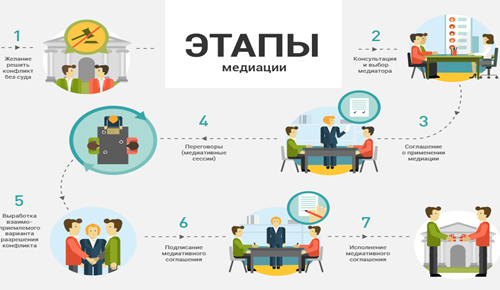 ЭТАПЫ
медиации
1
Желание
решить
конфликт
без суда
2
Консультация
и выбор
медиатора
3
Соглашение
о применении
медиации
4
Переговоры
(медиативные
сессии)
5
Выработка
взаимо-
приемлемого
варианта
разрешения
конфликта
6
Подписание
медиативного
соглашения
7
Исполнение
медиативного
соглашения